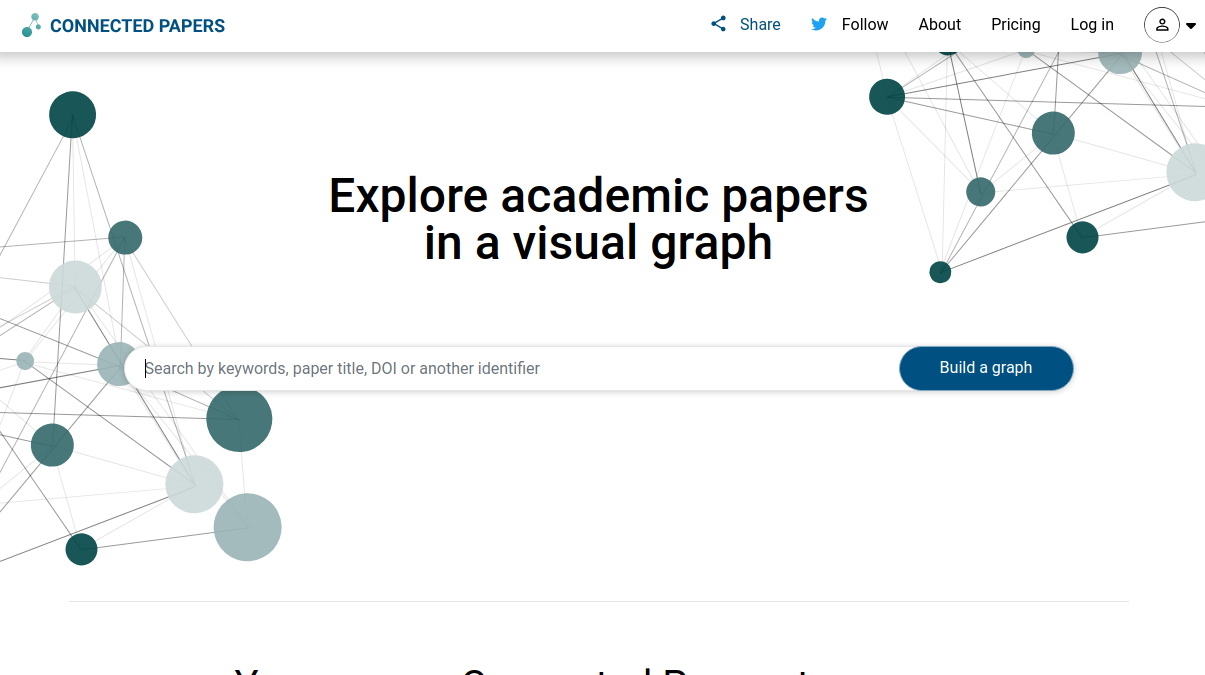 CONNECTED PAPERS
Share
Follow
About
Pricing
Log in
Explore academic papers
in a visual graph
Search by keywords, paper title, DOI or another identifier
Build a graph